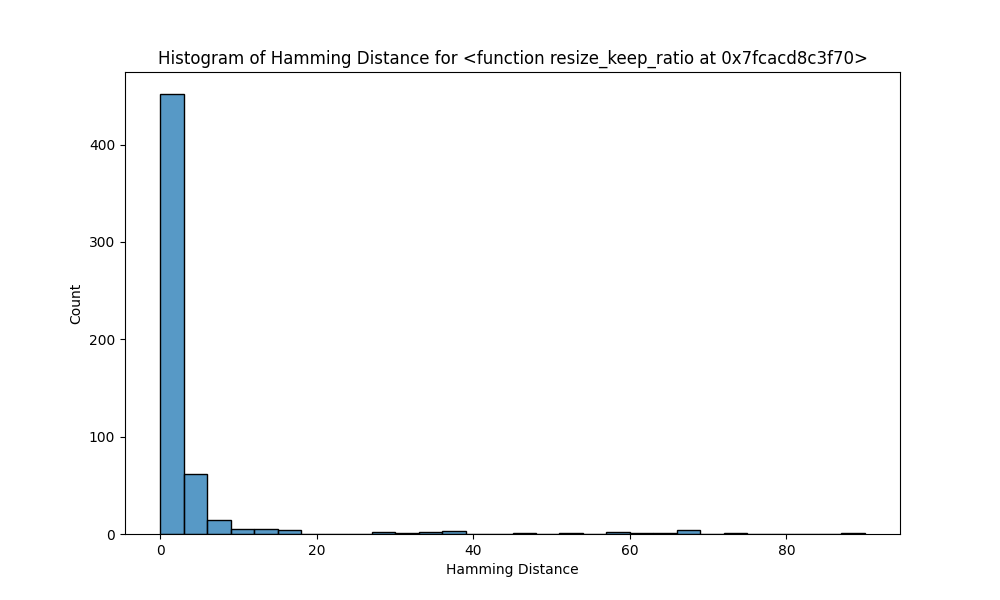 Histogram of Hamming Distance for <function resize_keep_ratio at 0x7fcacd8c3f70>
400
300
200
100
0
Count
0 20 40 60 80
Hamming Distance